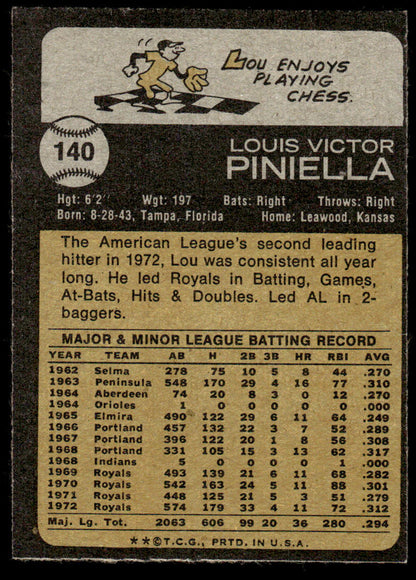 LOU ENJOYS
PLAYING
CHESS.
140
LOUIS VICTOR
PINIELLA
Hgt: 6'2" Wgt: 197 Bats: Right Throws: Right
Born: 8-28-43, Tampa, Florida Home: Leawood, Kansas
The American League's second leading
hitter in 1972, Lou was consistent all year
long. He led Royals in Batting, Games,
At-Bats, Hits & Doubles. Led AL in 2-
baggers.
MAJOR & MINOR LEAGUE BATTING RECORD
YEAR TEAM AB H 2B 3B HR RBI AVG
1962 Selma 278 75 10 5 8 44 .270
1963 Peninsula 548 170 29 4 16 77 .310
1964 Aberdeen 74 20 8 3 0 12 .270
1964 Orioles 1 0 0 0 0 0 .000
1965 Elmira 490 122 29 6 11 64 .249
1966 Portland 457 132 22 3 7 52 .289
1967 Portland 396 122 20 1 8 56 .308
1968 Portland 331 105 15 3 13 62 .317
1968 Indians 5 0 0 0 0 1 .000
1969 Royals 493 139 21 6 11 68 .282
1970 Royals 542 163 24 5 11 88 .301
1971 Royals 448 125 21 5 3 51 .279
1972 Royals 574 179 33 4 11 72 .312
Maj. Lg. Tot. 2063 606 99 20 36 280 .294
**©T.C.G., PRTD. IN U.S.A.